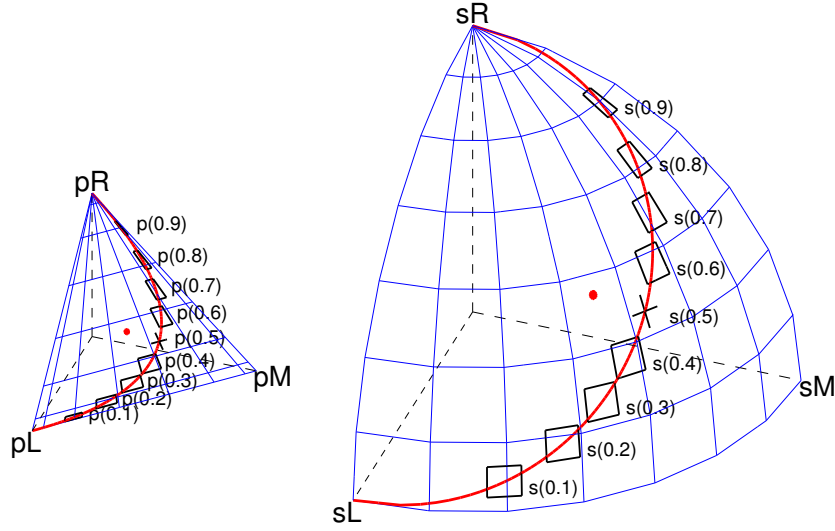 pR
p(0.9)
p(0.8)
p(0.7)
p(0.6)
p(0.5)
p(0.4)
p(0.3)
p(0.2)
p(0.1)
pL
pM
sR
s(0.9)
s(0.8)
s(0.7)
s(0.6)
s(0.5)
s(0.4)
s(0.3)
s(0.2)
s(0.1)
sL
sM